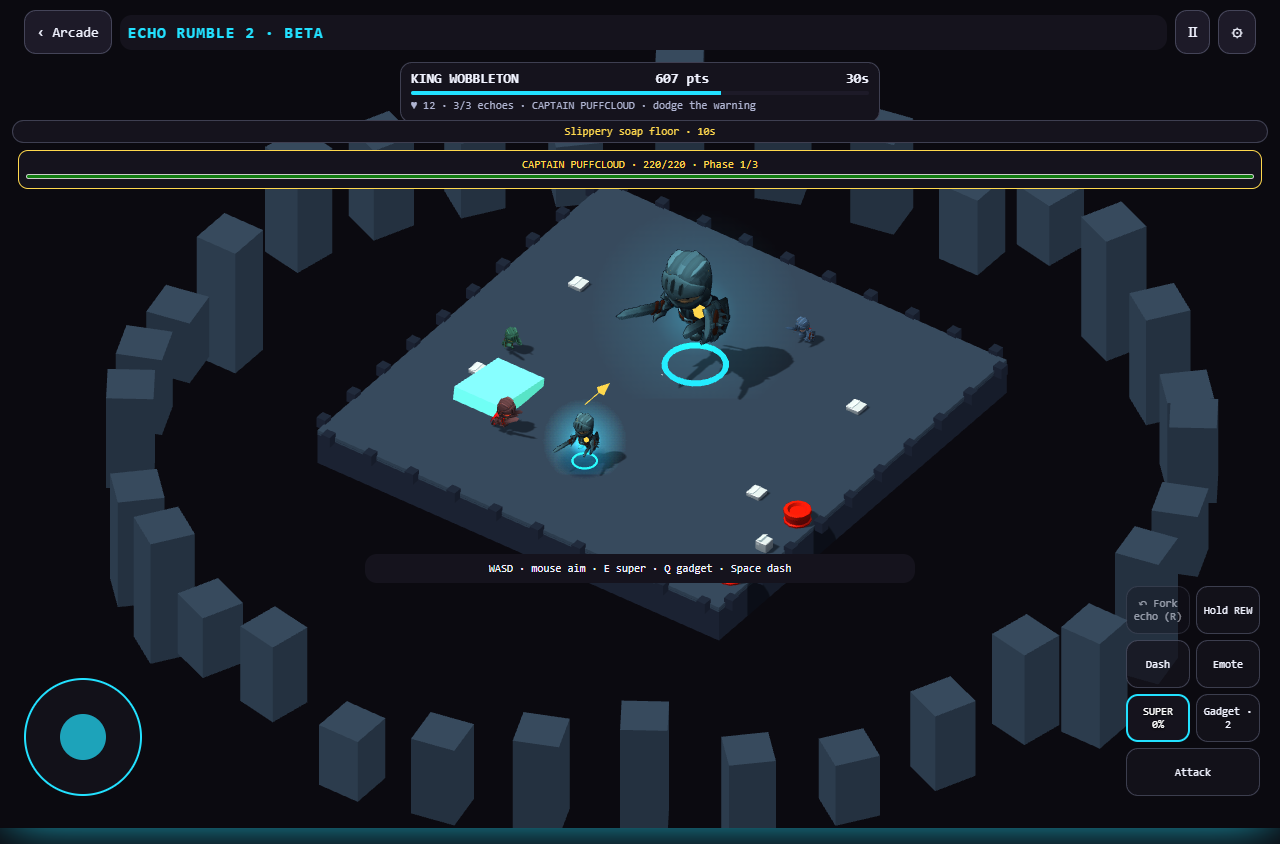 ‹ Arcade
ECHO RUMBLE 2 · BETA
II
KING WOBBLETON 607 pts 30s
♥ 12 · 3/3 echoes · CAPTAIN PUFFCLOUD · dodge the warning
Slippery soap floor · 10s
CAPTAIN PUFFCLOUD · 220/220 · Phase 1/3
WASD · mouse aim · E super · Q gadget · Space dash
↶ Fork
echo (R)
Hold REW
Dash
Emote
SUPER
0%
Gadget ·
2
Attack